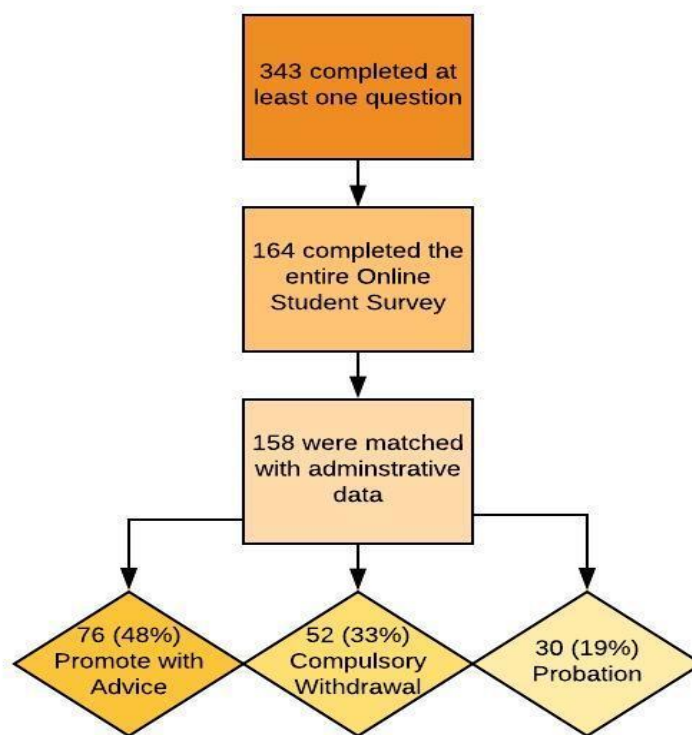 343 completed at
least one question
164 completed the
entire Online
Student Survey
158 were matched
with adminstrative
data
76 (48%)
Promote with
Advice
52 (33%)
Compulsory
Withdrawal
30 (19%)
Probation